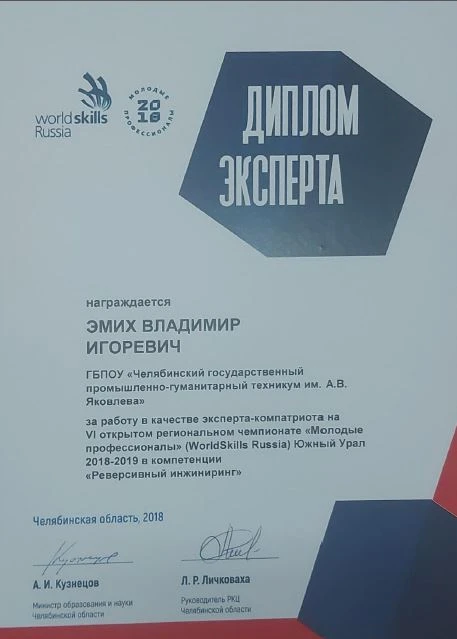 worldskills
Russia
МОЛОДЫЕ
2018
ПРОФЕССИОНАЛЫ
ДИПЛОМ
ЭКСПЕРТА
награждается
ЭМИХ ВЛАДИМИР
ИГОРЕВИЧ
ГБПОУ «Челябинский государственный
промышленно-гуманитарный техникум им. А.В.
Яковлева»
за работу в качестве эксперта-компатриота на
VI открытом региональном чемпионате «Молодые
профессионалы» (WorldSkills Russia) Южный Урал
2018-2019 в компетенции
«Реверсивный инжиниринг»
Челябинская область, 2018
А. И. Кузнецов
Министр образования и науки
Челябинской области
Л. Р. Личковаха
Руководитель РКЦ
Челябинской области